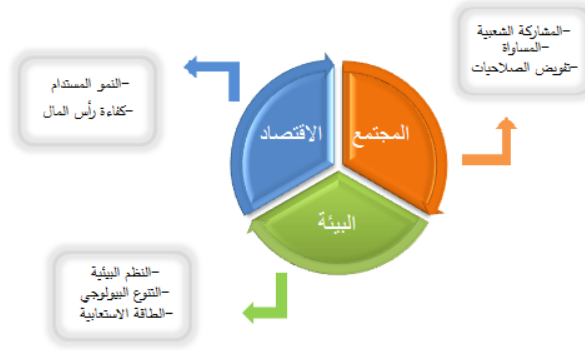 -المشاركة الشعبية
-المساواة
-تفويض الصلاحيات
-النمو المستدام
-كفاءة رأس المال
المجتمع
الاقتصاد
البيئة
-النظم البيئية
-التنوع البيولوجي
-الطاقة الاستعابية